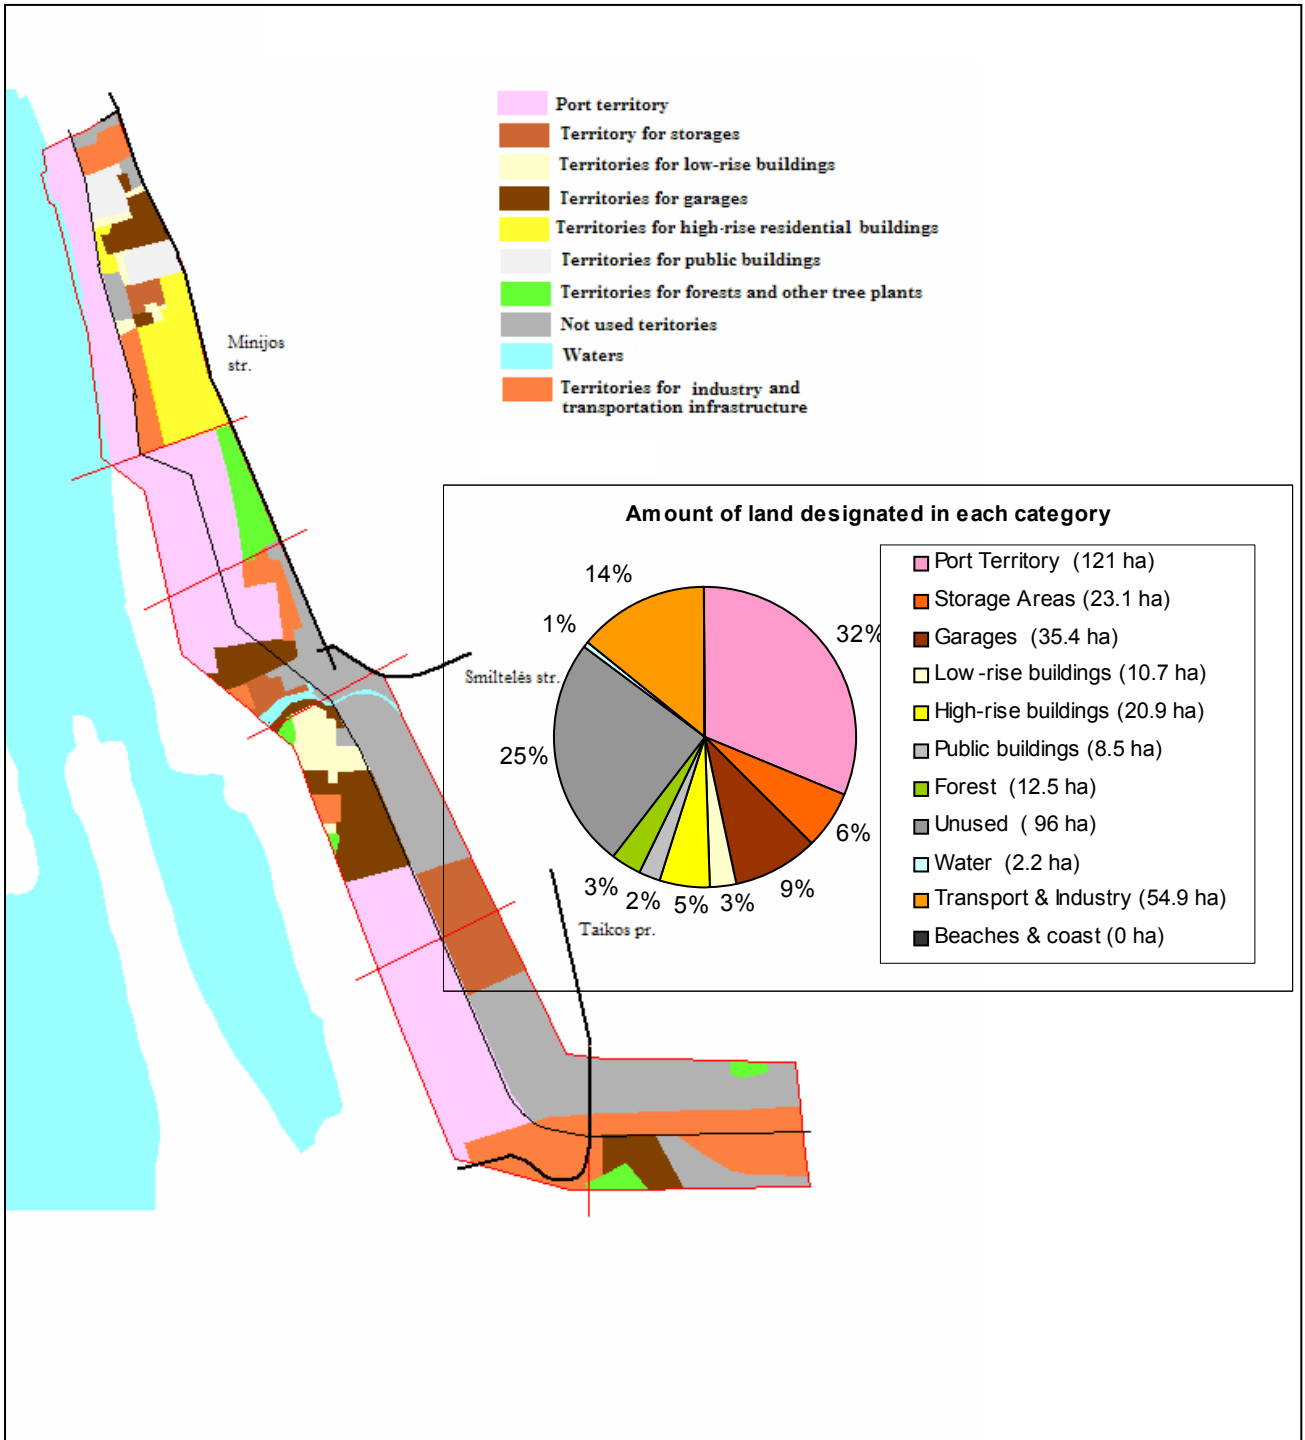 Port territory
Territory for storages
Territories for low-rise buildings
Territories for garages
Territories for high-rise residential buildings
Territories for public buildings
Territories for forests and other tree plants
Not used teritories
Waters
Territories for industry and
transportation infrastructure
Minijos
str.
Smiltelés str.
Taikos pr.
Amount of land designated in each category
14%
1%
32%
25%
6%
3%
2%
5%
3%
9%
Port Territory (121 ha)
Storage Areas (23.1 ha)
Garages (35.4 ha)
Low-rise buildings (10.7 ha)
High-rise buildings (20.9 ha)
Public buildings (8.5 ha)
Forest (12.5 ha)
Unused ( 96 ha)
Water (2.2 ha)
Transport & Industry (54.9 ha)
Beaches & coast (0 ha)